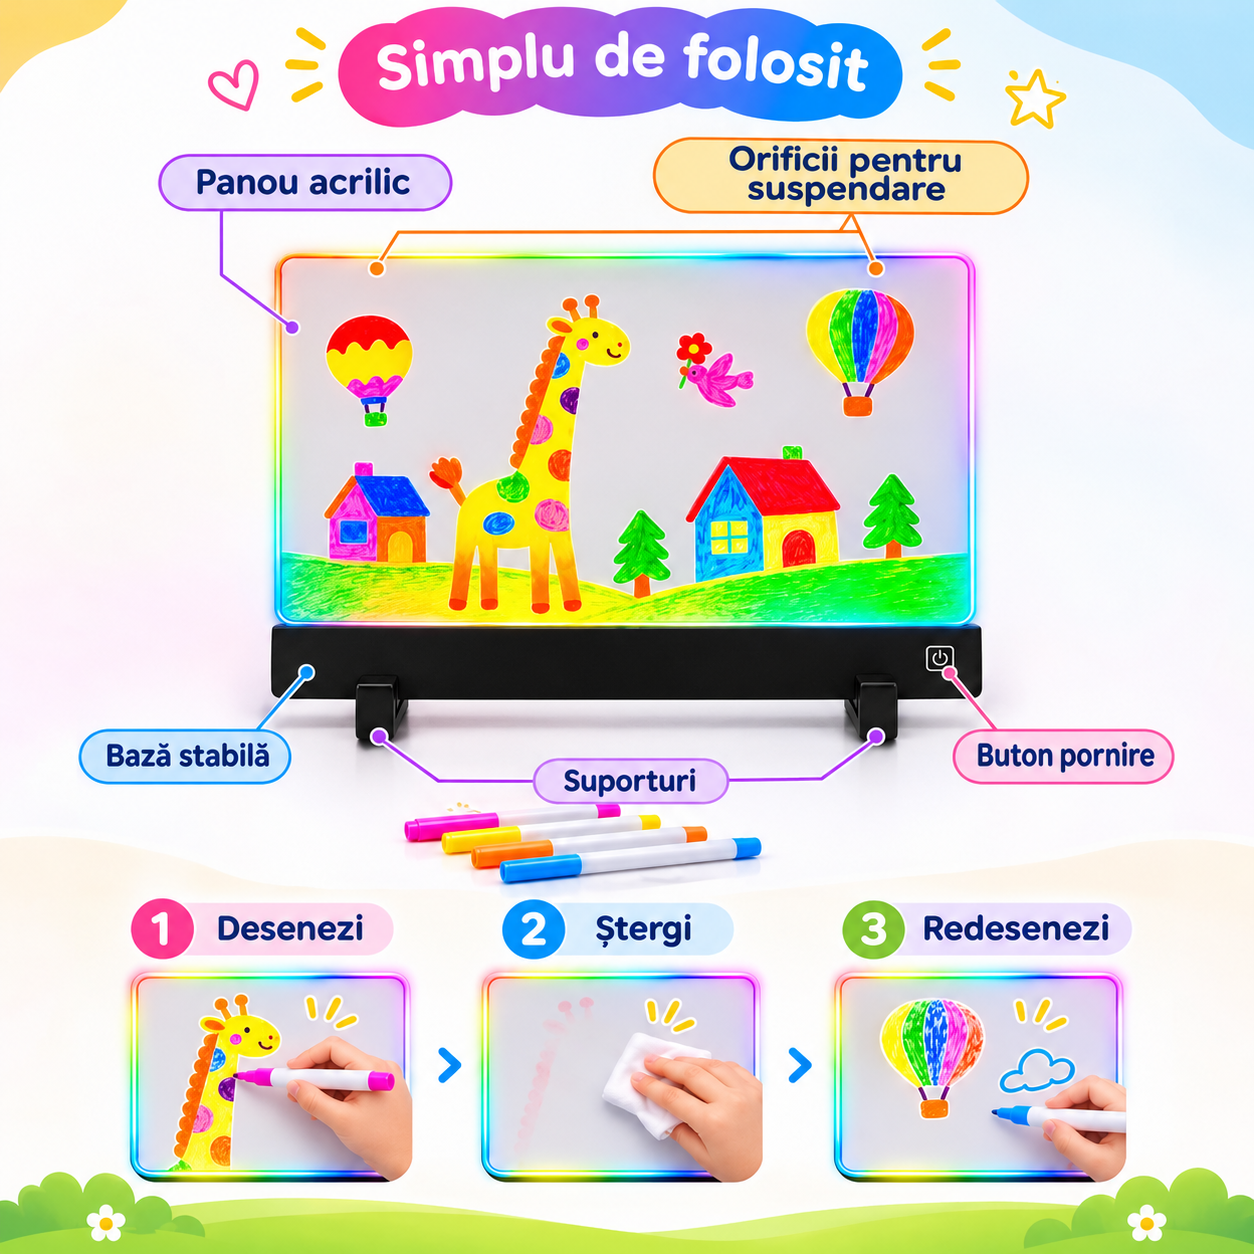 Simplu de folosit
Panou acrilic
Orificii pentru
suspendare
Bază stabilă
Suporturi
Buton pornire
1 Desenezi
2 Ștergi
3 Redesenezi